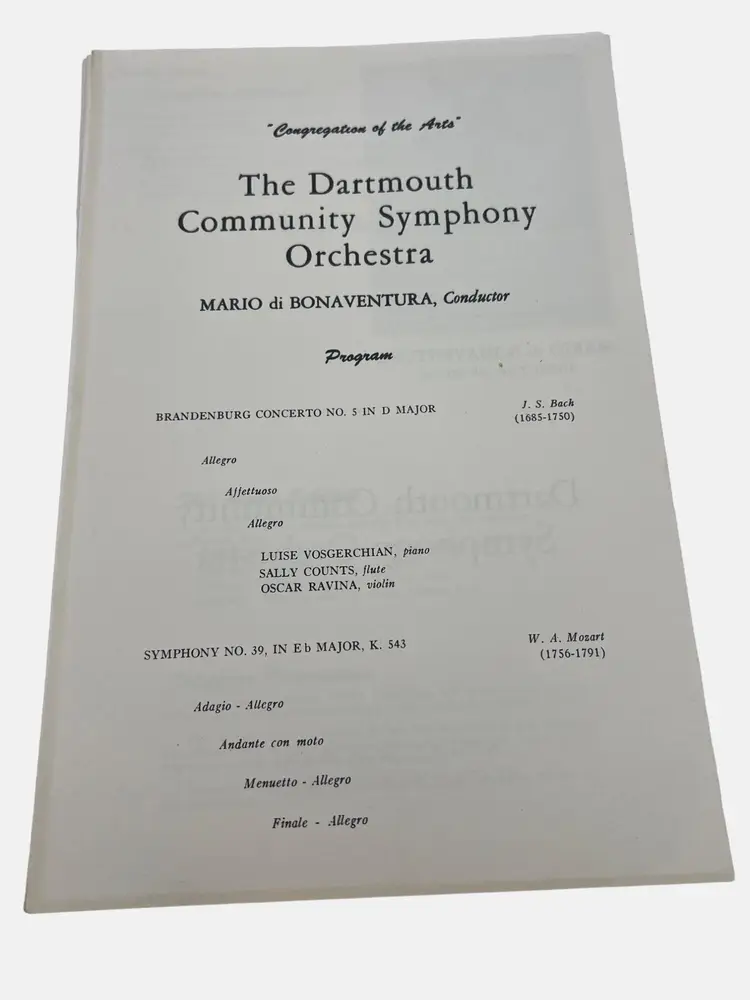 "Congregation of the Arts"
The Dartmouth
Community Symphony
Orchestra
MARIO di BONAVENTURA, Conductor
Program
BRANDENBURG CONCERTO NO. 5 IN D MAJOR
J. S. Bach
(1685-1750)
Allegro
Affettuoso
Allegro
LUISE VOSGERCHIAN, piano
SALLY COUNTS, flute
OSCAR RAVINA, violin
SYMPHONY NO. 39, IN Eb MAJOR, K. 543
W. A. Mozart
(1756-1791)
Adagio - Allegro
Andante con moto
Menuetto - Allegro
Finale - Allegro